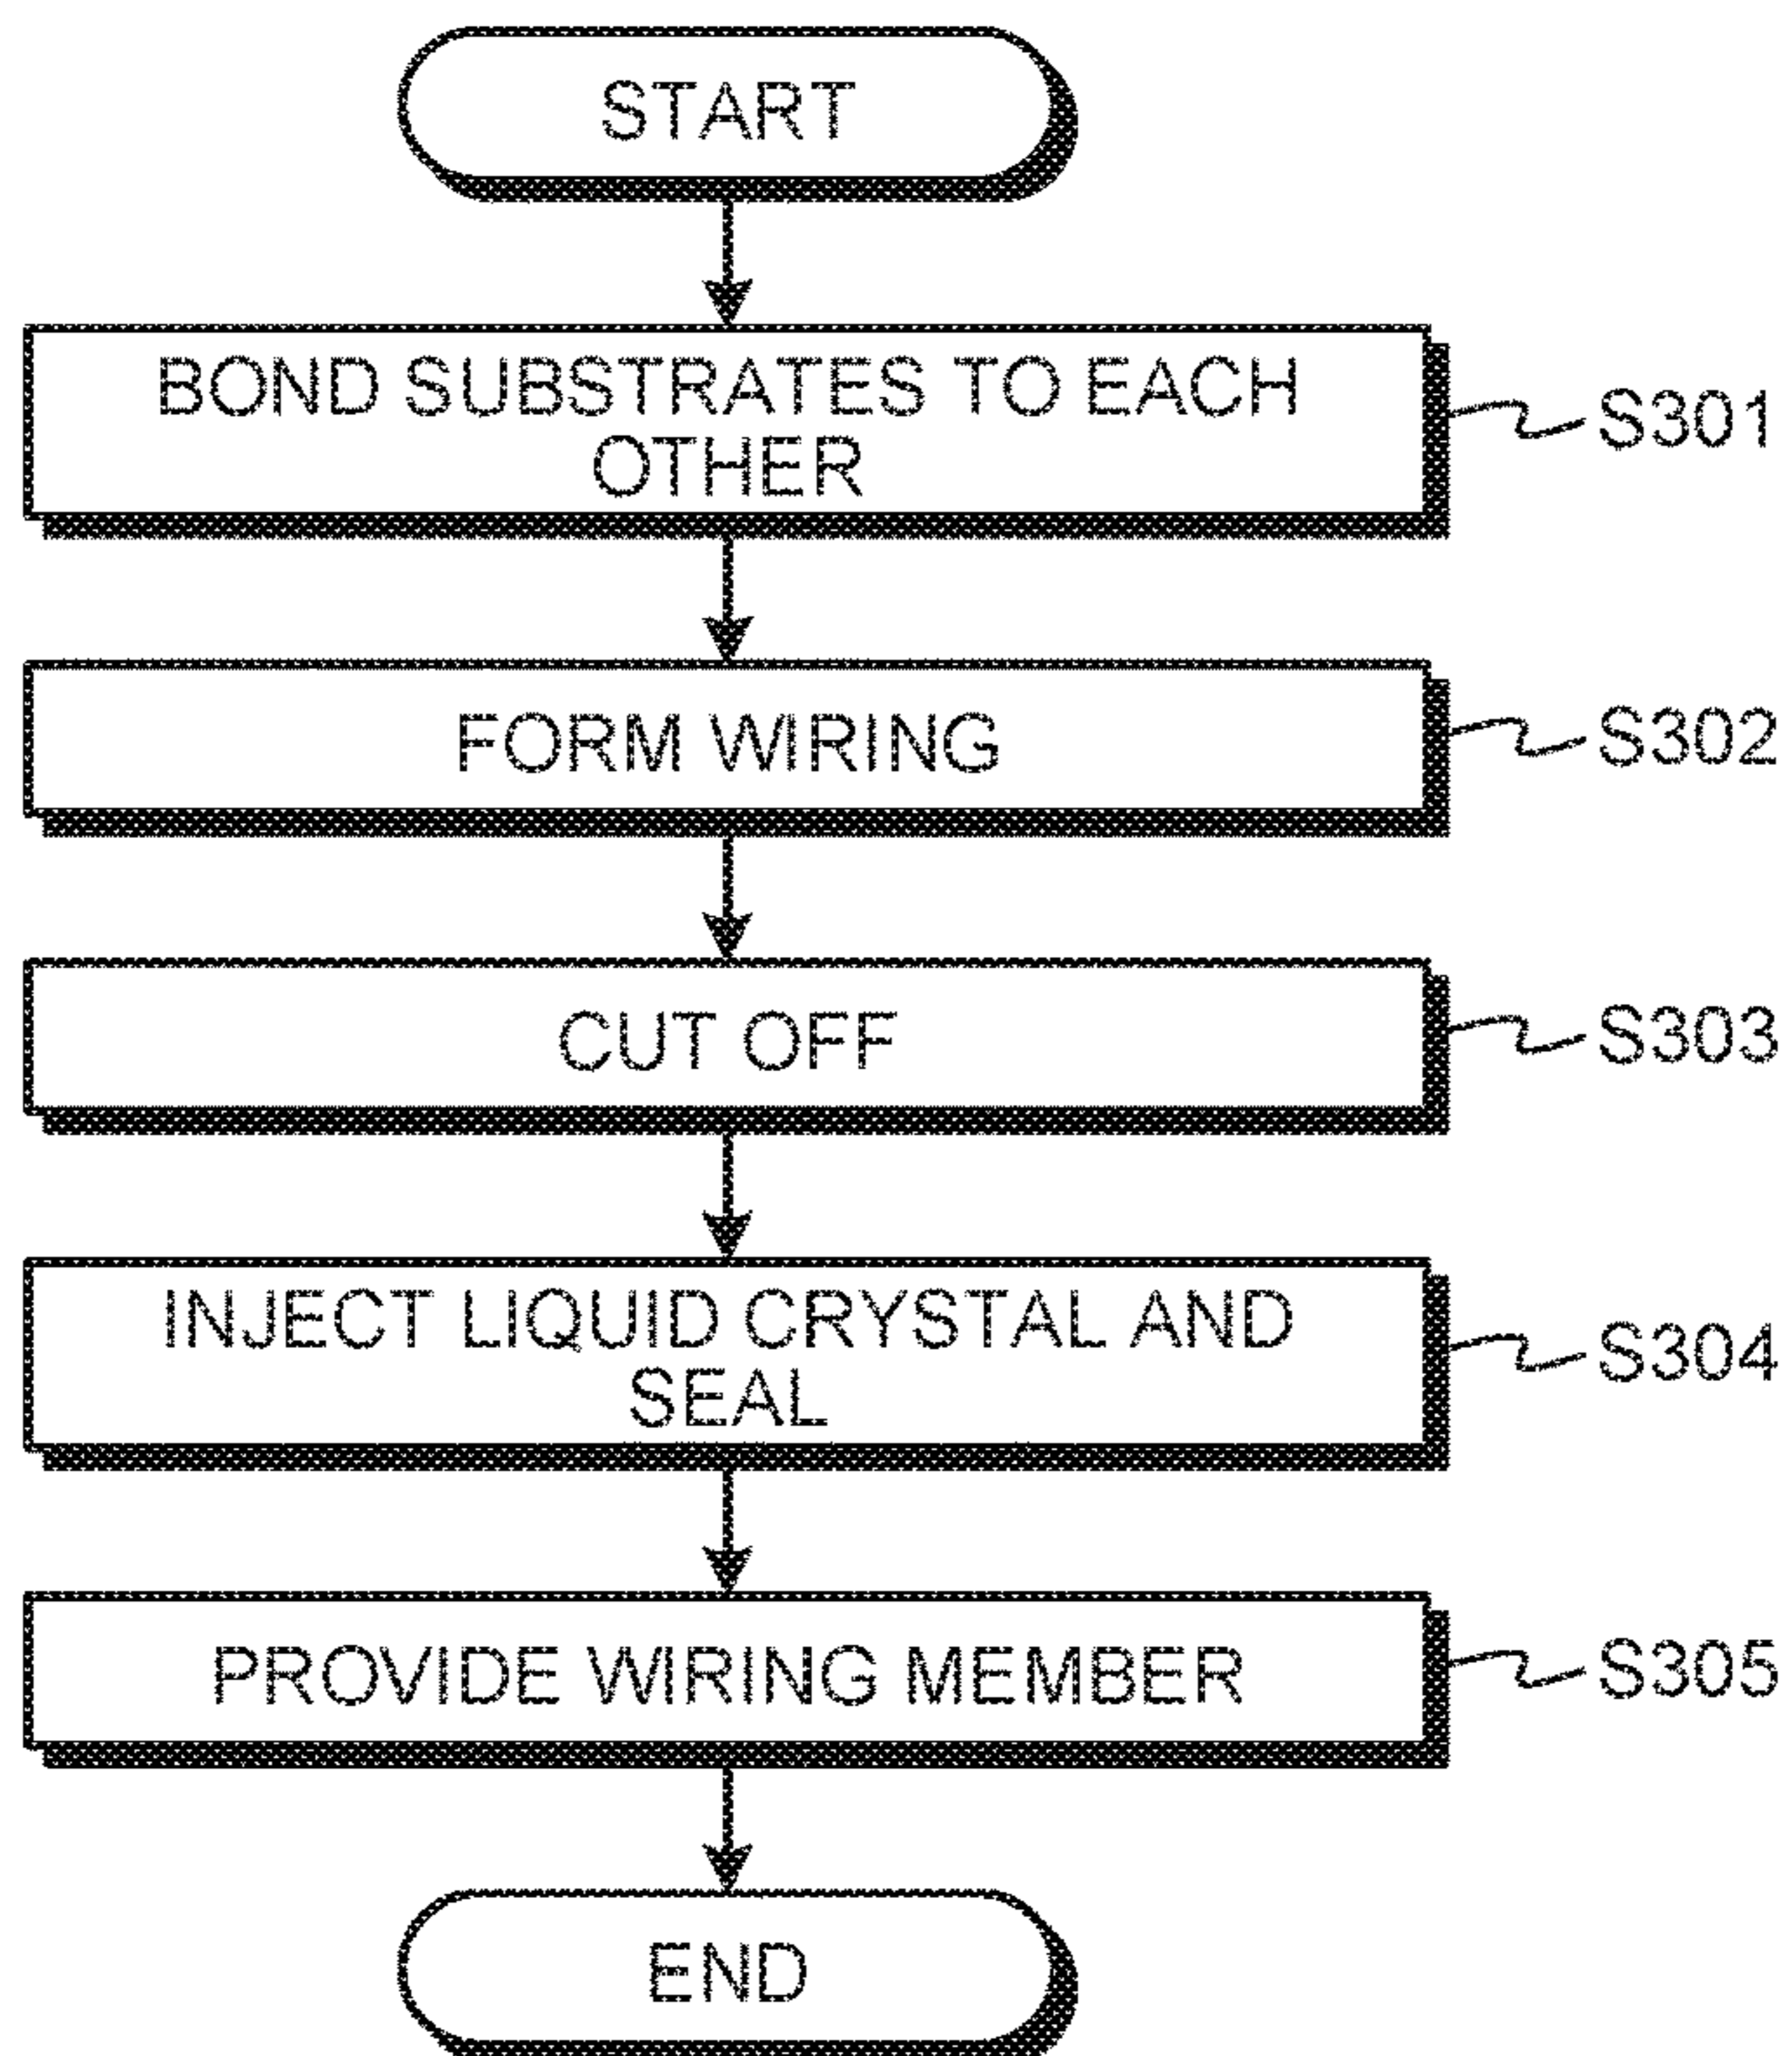 START
BOND SUBSTRATES TO EACH
OTHER
S301
FORM WIRING
S302
CUT OFF
S303
INJECT LIQUID CRYSTAL AND
SEAL
S304
PROVIDE WIRING MEMBER
S305
END